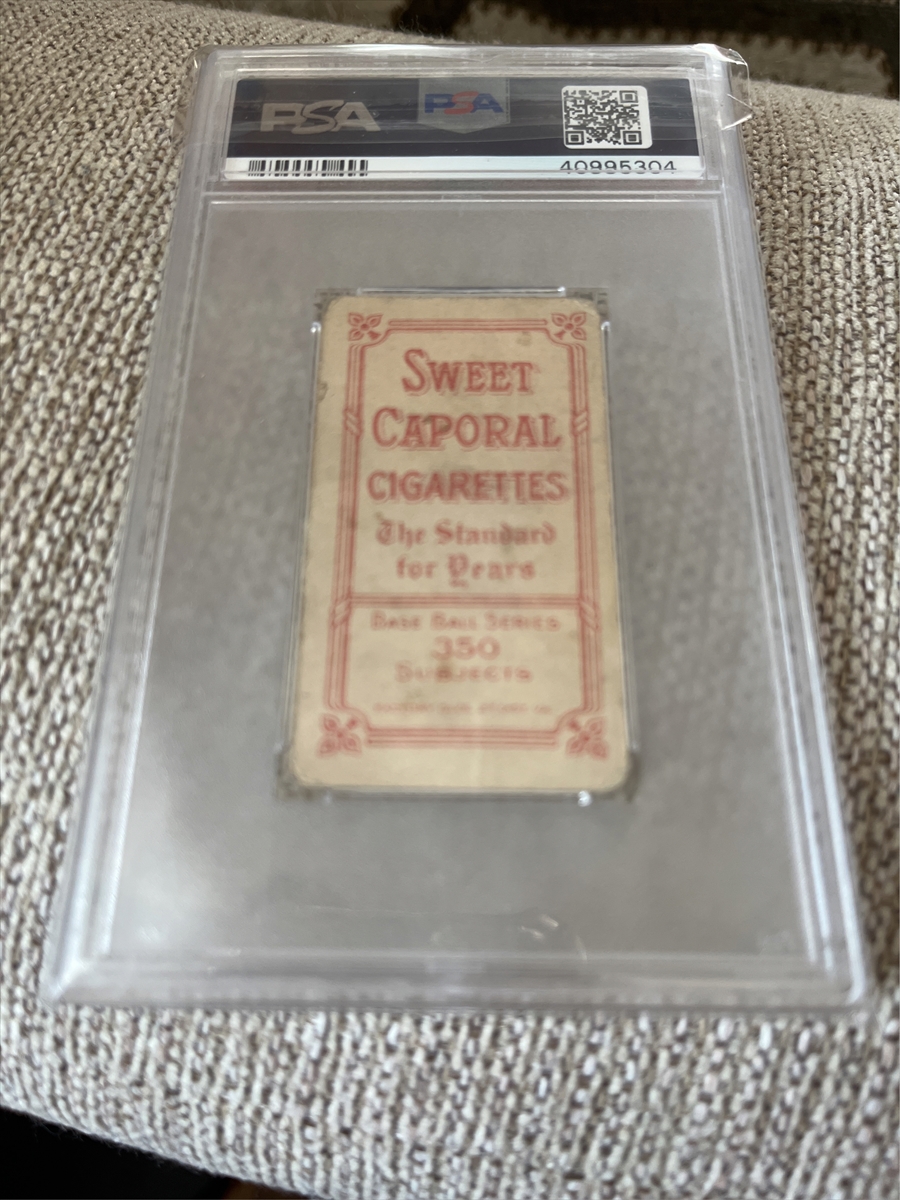 PSA PSA
40995304
SWEET
CAPORAL
CIGARETTES
The Standard
for Years
BASE BALL SERIES
350
SUBJECTS